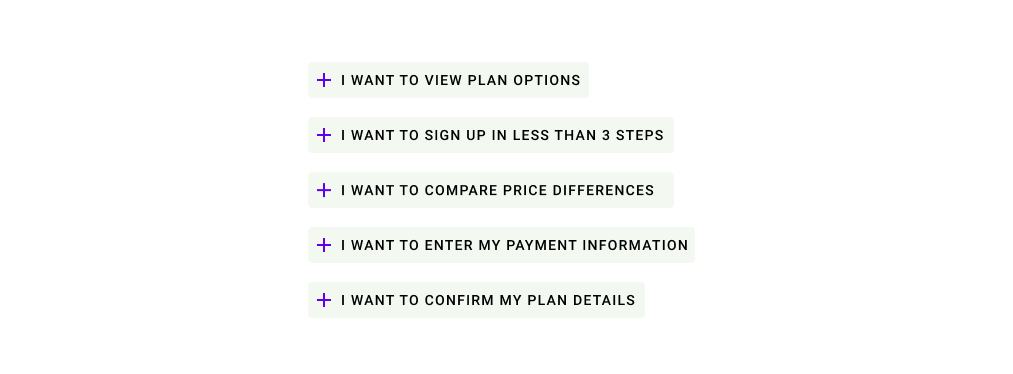 I WANT TO VIEW PLAN OPTIONS
I WANT TO SIGN UP IN LESS THAN 3 STEPS
I WANT TO COMPARE PRICE DIFFERENCES
I WANT TO ENTER MY PAYMENT INFORMATION
I WANT TO CONFIRM MY PLAN DETAILS